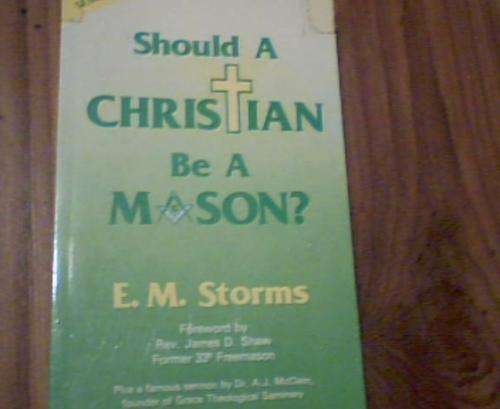 Should A
CHRISTIAN
Be A
MASON?
E. M. Storms
Foreword by
Rev. James D. Shaw
Former 33° Freemason
Plus a famous sermon by Dr. A.J. McClain,
founder of Grace Theological Seminary